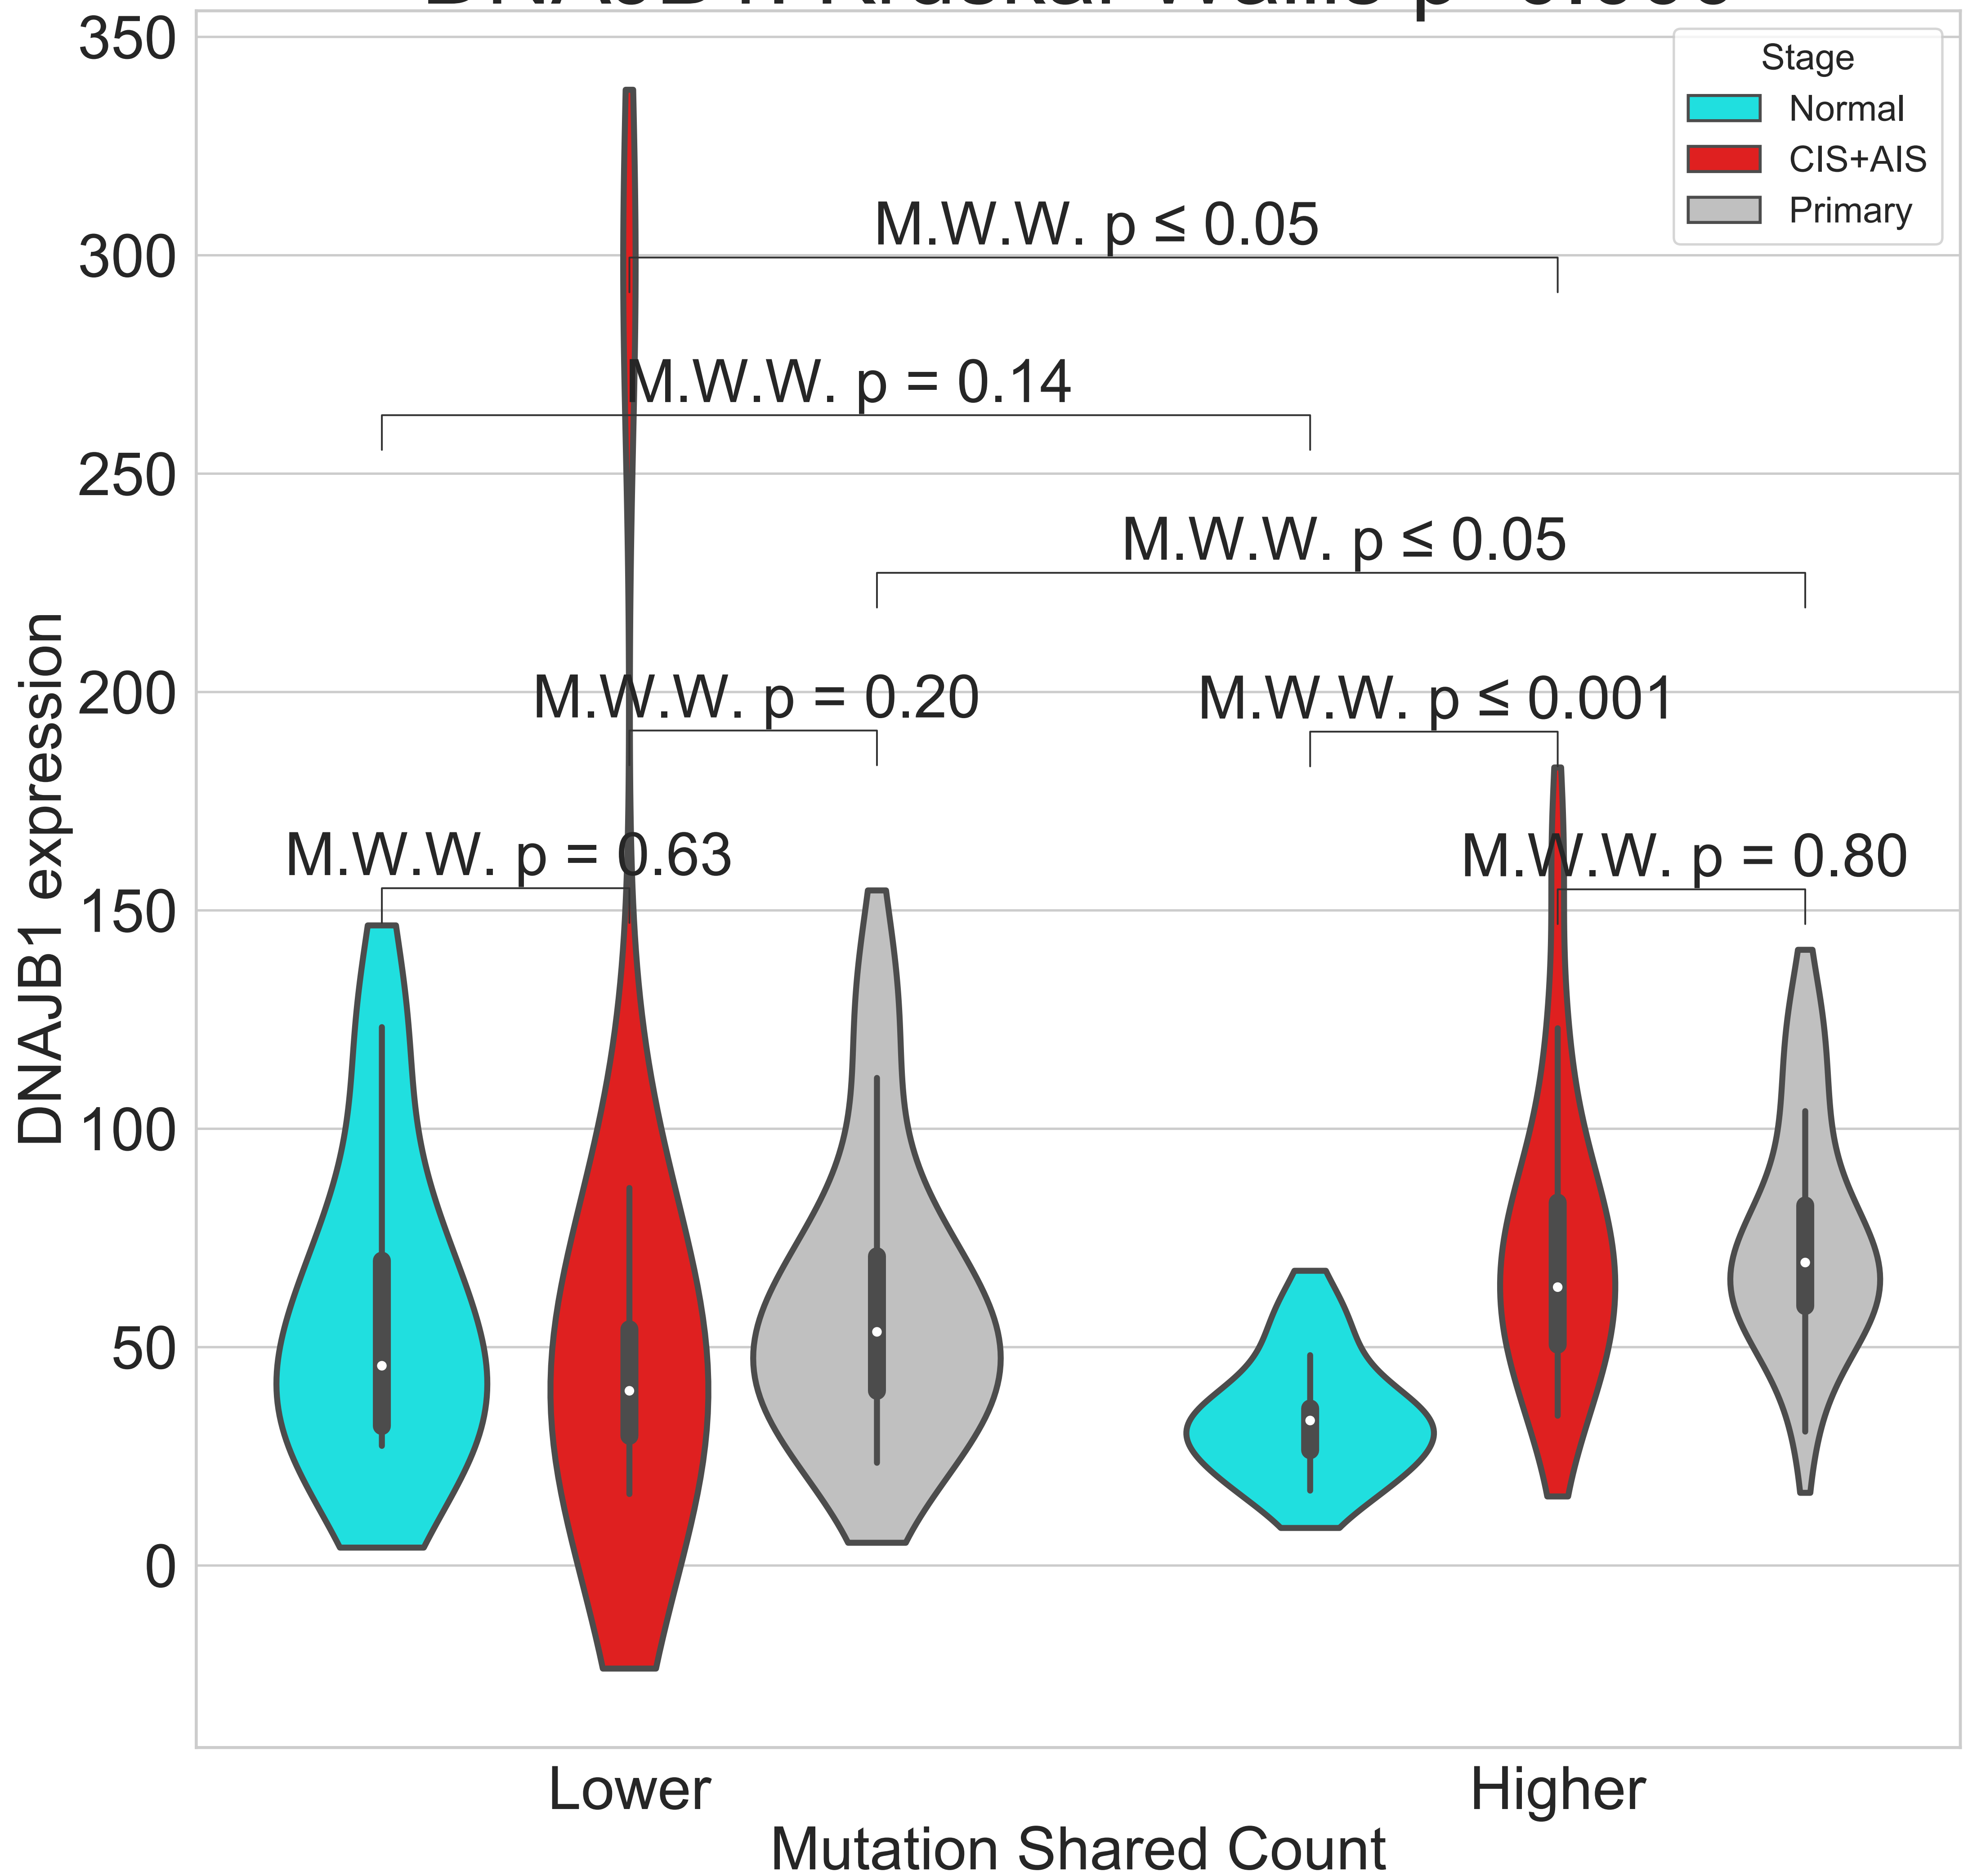 350
Stage
Normal
CIS+AIS
Primary
M.W.W. p ≤ 0.05
300
M.W.W. p = 0.14
250
M.W.W. p ≤ 0.05
200
M.W.W. p = 0.20
M.W.W. p ≤ 0.001
M.W.W. p = 0.63
M.W.W. p = 0.80
150
100
50
0
DNAJB1 expression
Lower
Higher
Mutation Shared Count